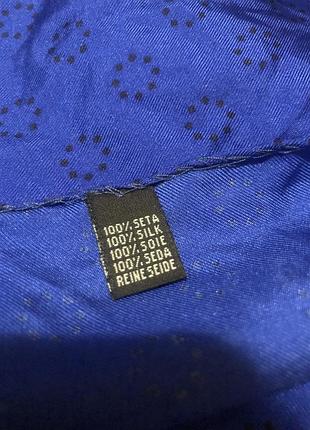 100% SETA
100% SILK
100% SOIE
100% SEDA
REINE SEIDE